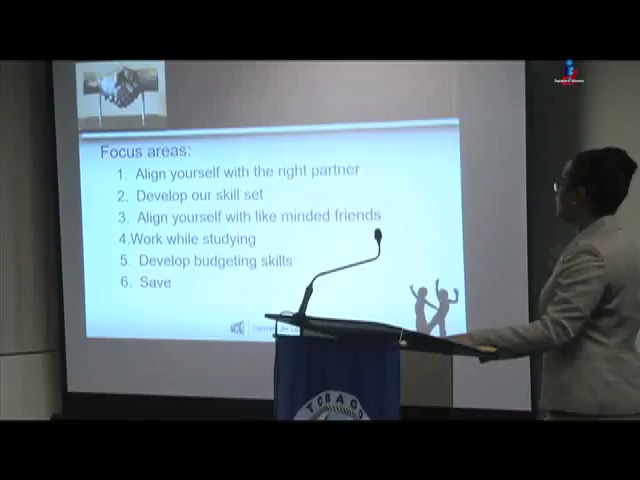 Focus areas:
1. Align yourself with the right partner
2. Develop our skill set
3. Align yourself with like minded friends
4.Work while studying
5. Develop budgeting skills
6. Save
TOBAGO